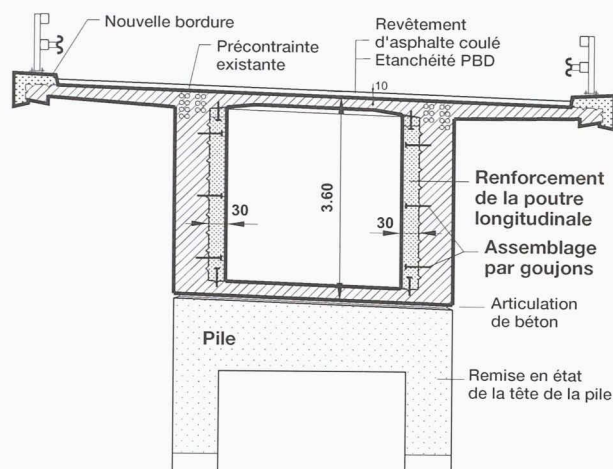 Nouvelle bordure
Précontrainte
existante
Revêtement
d'asphalte coulé
Etanchéité PBD
10
30
3.60
30
Renforcement
de la poutre
longitudinale
Assemblage
par goujons
Articulation
de béton
Pile
Remise en état
de la tête de la pile